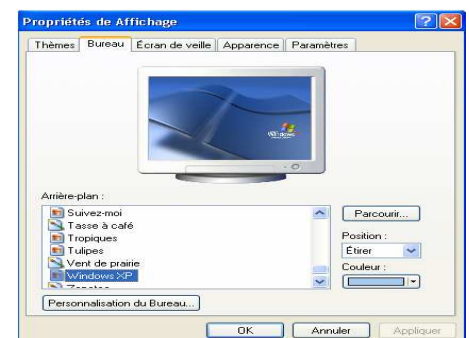 Propriétés de Affichage
Thèmes Bureau Écran de veille Apparence Paramètres
Windows
Arrière-plan :
Suivez-moi
Tasse à café
Tropiques
Tulipes
Vent de prairie
Windows XP
Parcourir...
Position :
Étirer
Couleur :
Personnalisation du Bureau...
OK Annuler Appliquer